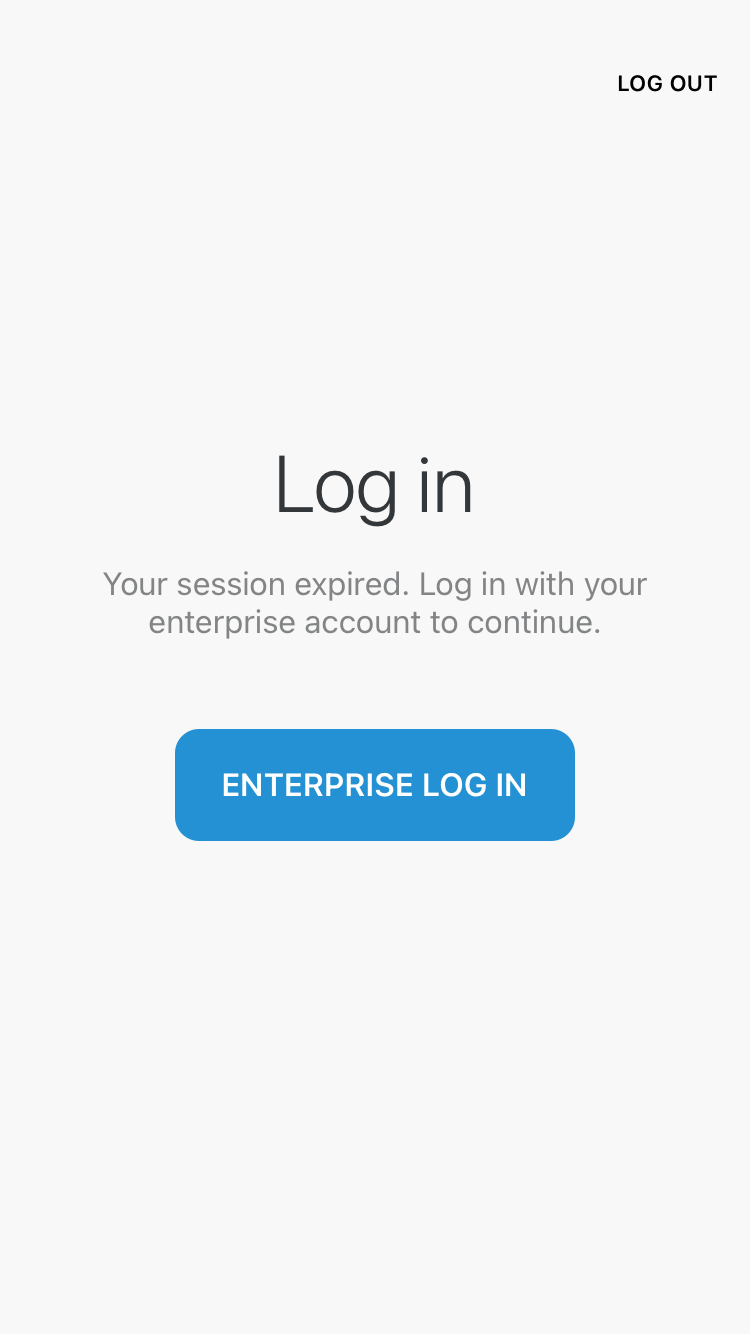 LOG OUT
Log in
Your session expired. Log in with your
enterprise account to continue.
ENTERPRISE LOG IN